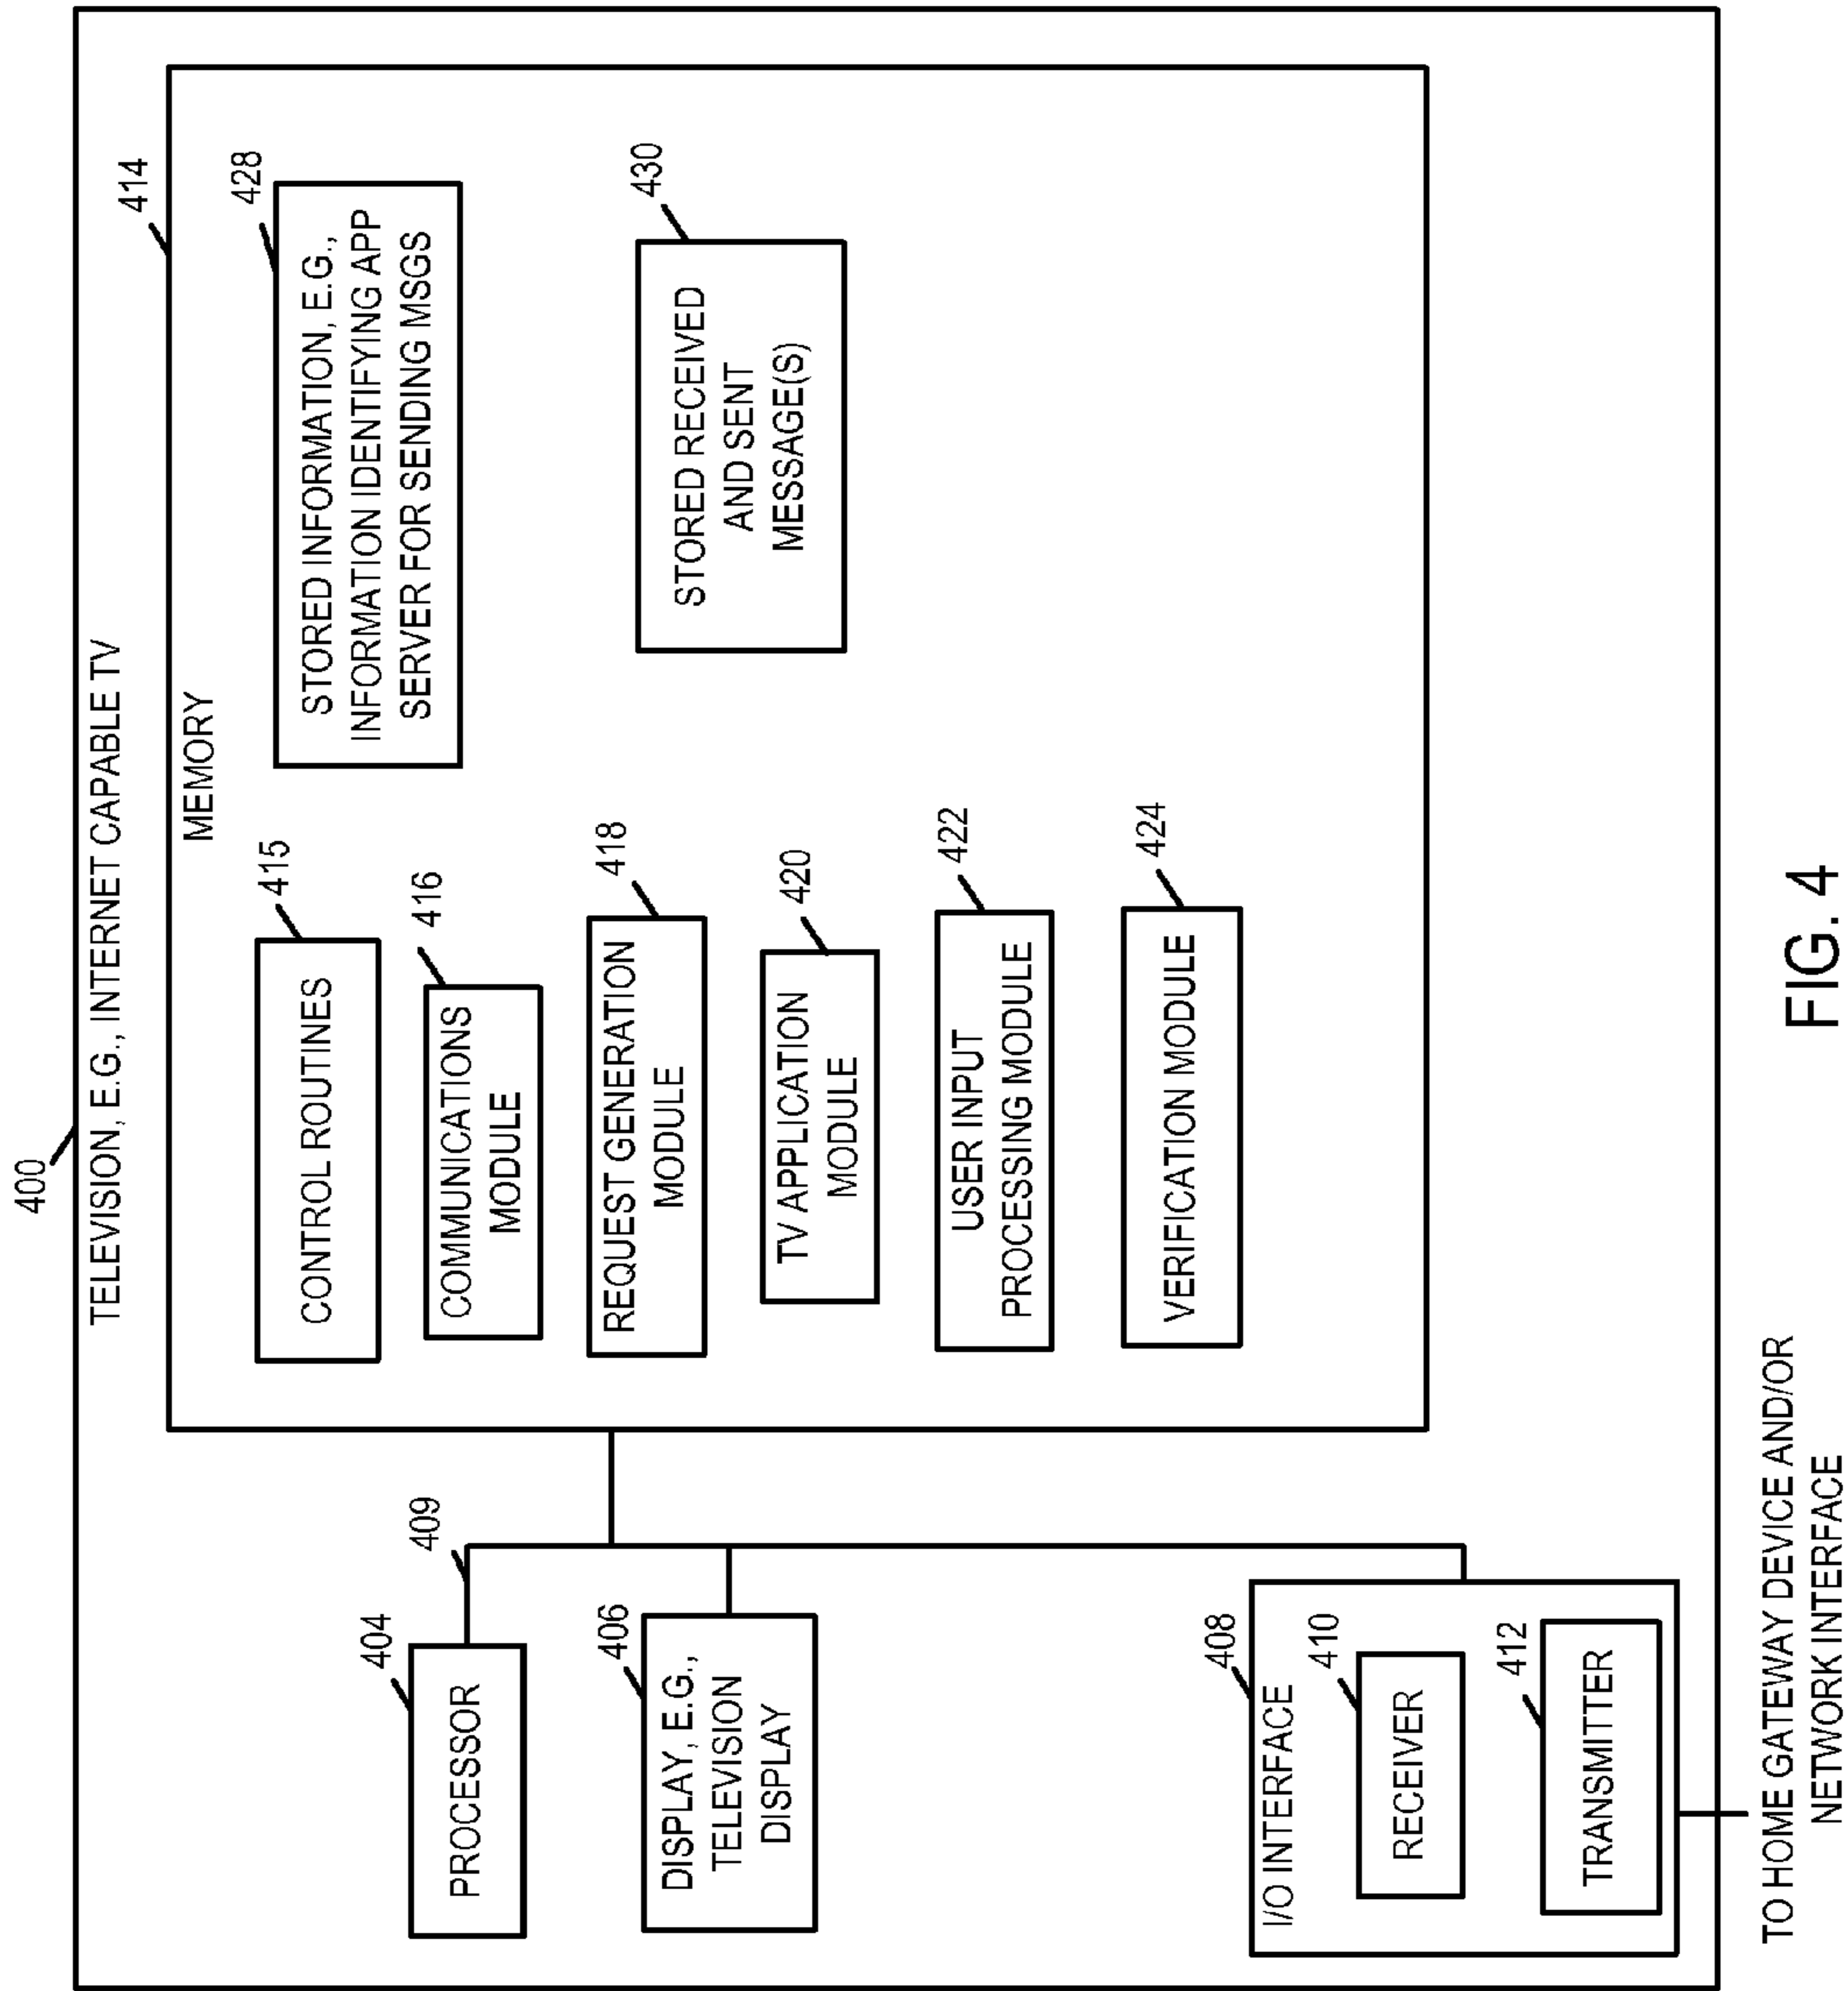 400
TELEVISION, E.G., INTERNET CAPABLE TV
414
MEMORY
404
PROCESSOR
409
406
DISPLAY, E.G.,
TELEVISION
DISPLAY
408
I/O INTERFACE
410
RECEIVER
412
TRANSMITTER
TO HOME GATEWAY DEVICE AND/OR
NETWORK INTERFACE
415
CONTROL ROUTINES
416
COMMUNICATIONS
MODULE
418
REQUEST GENERATION
MODULE
420
TV APPLICATION
MODULE
422
USER INPUT
PROCESSING MODULE
424
VERIFICATION MODULE
428
STORED INFORMATION, E.G.,
INFORMATION IDENTIFYING APP
SERVER FOR SENDING MSGS
430
STORED RECEIVED
AND SENT
MESSAGE(S)
FIG. 4